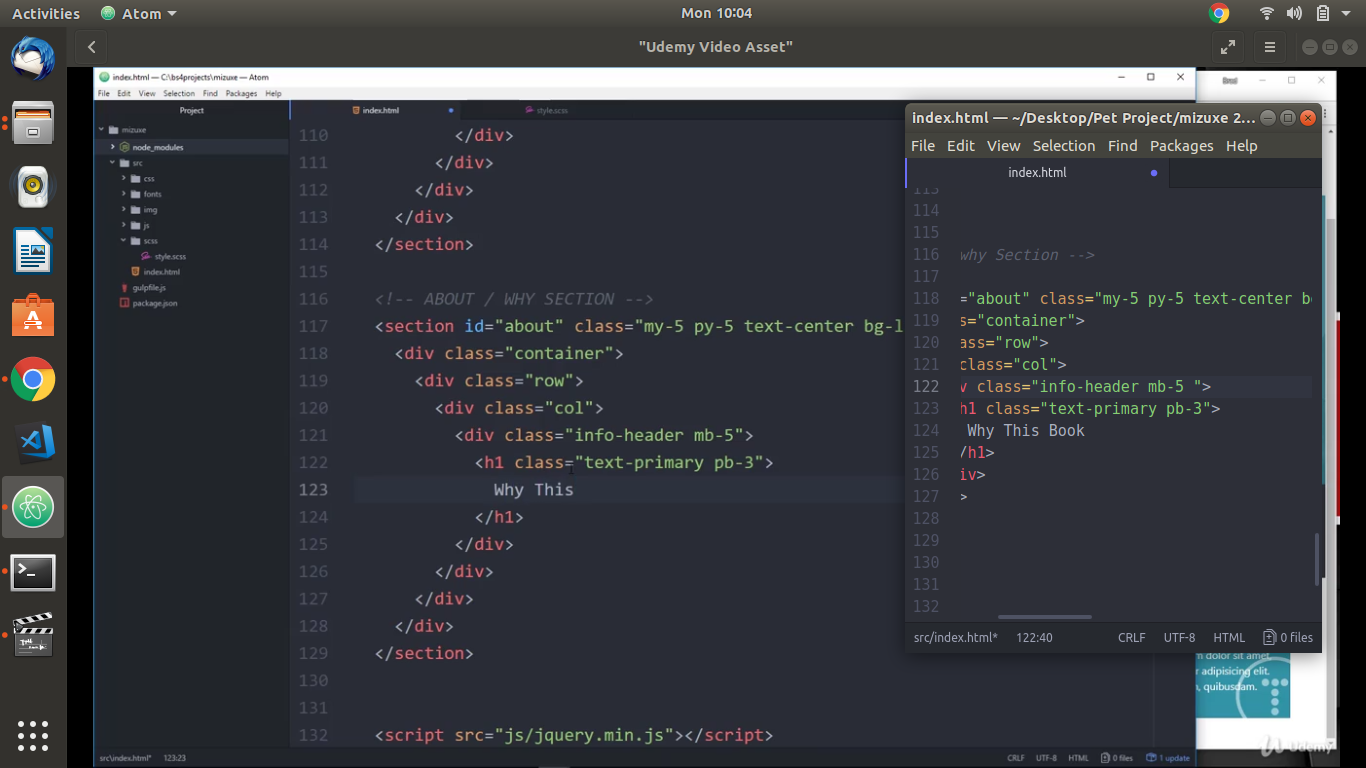 Activities
Atom
Mon 10:04
"Udemy Video Asset"
index.html — C:\bs4projects\mizuxe — Atom
File Edit View Selection Find Packages Help
Project
mizuxe
node_modules
src
css
fonts
img
js
scss
style.scss
index.html
gulpfile.js
package.json
index.html
style.scss
110 </div>
111 </div>
112 </div>
113 </div>
114 </section>
115
116 <!-- ABOUT / WHY SECTION -->
117 <section id="about" class="my-5 py-5 text-center bg-l
118 <div class="container">
119 <div class="row">
120 <div class="col">
121 <div class="info-header mb-5">
122 <h1 class="text-primary pb-3">
123 Why This
124 </h1>
125 </div>
126 </div>
127 </div>
128 </div>
129 </section>
130
131
132 <script src="js/jquery.min.js"></script>
src\index.html* 123:23
CRLF UTF-8 HTML 0 files 1 update
Brad
index.html — ~/Desktop/Pet Project/mizuxe 2...
File Edit View Selection Find Packages Help
index.html
113
114
115
116 why Section -->
117
118 ="about" class="my-5 py-5 text-center b
119 s="container">
120 ass="row">
121 class="col">
122 v class="info-header mb-5 ">
123 h1 class="text-primary pb-3">
124 Why This Book
125 /h1>
126 iv>
127 >
128
129
130
131
132
src/index.html* 122:40 CRLF UTF-8 HTML 0 files
dolor sit amet,
adipisicing elit.
quibusdam.
Udemy